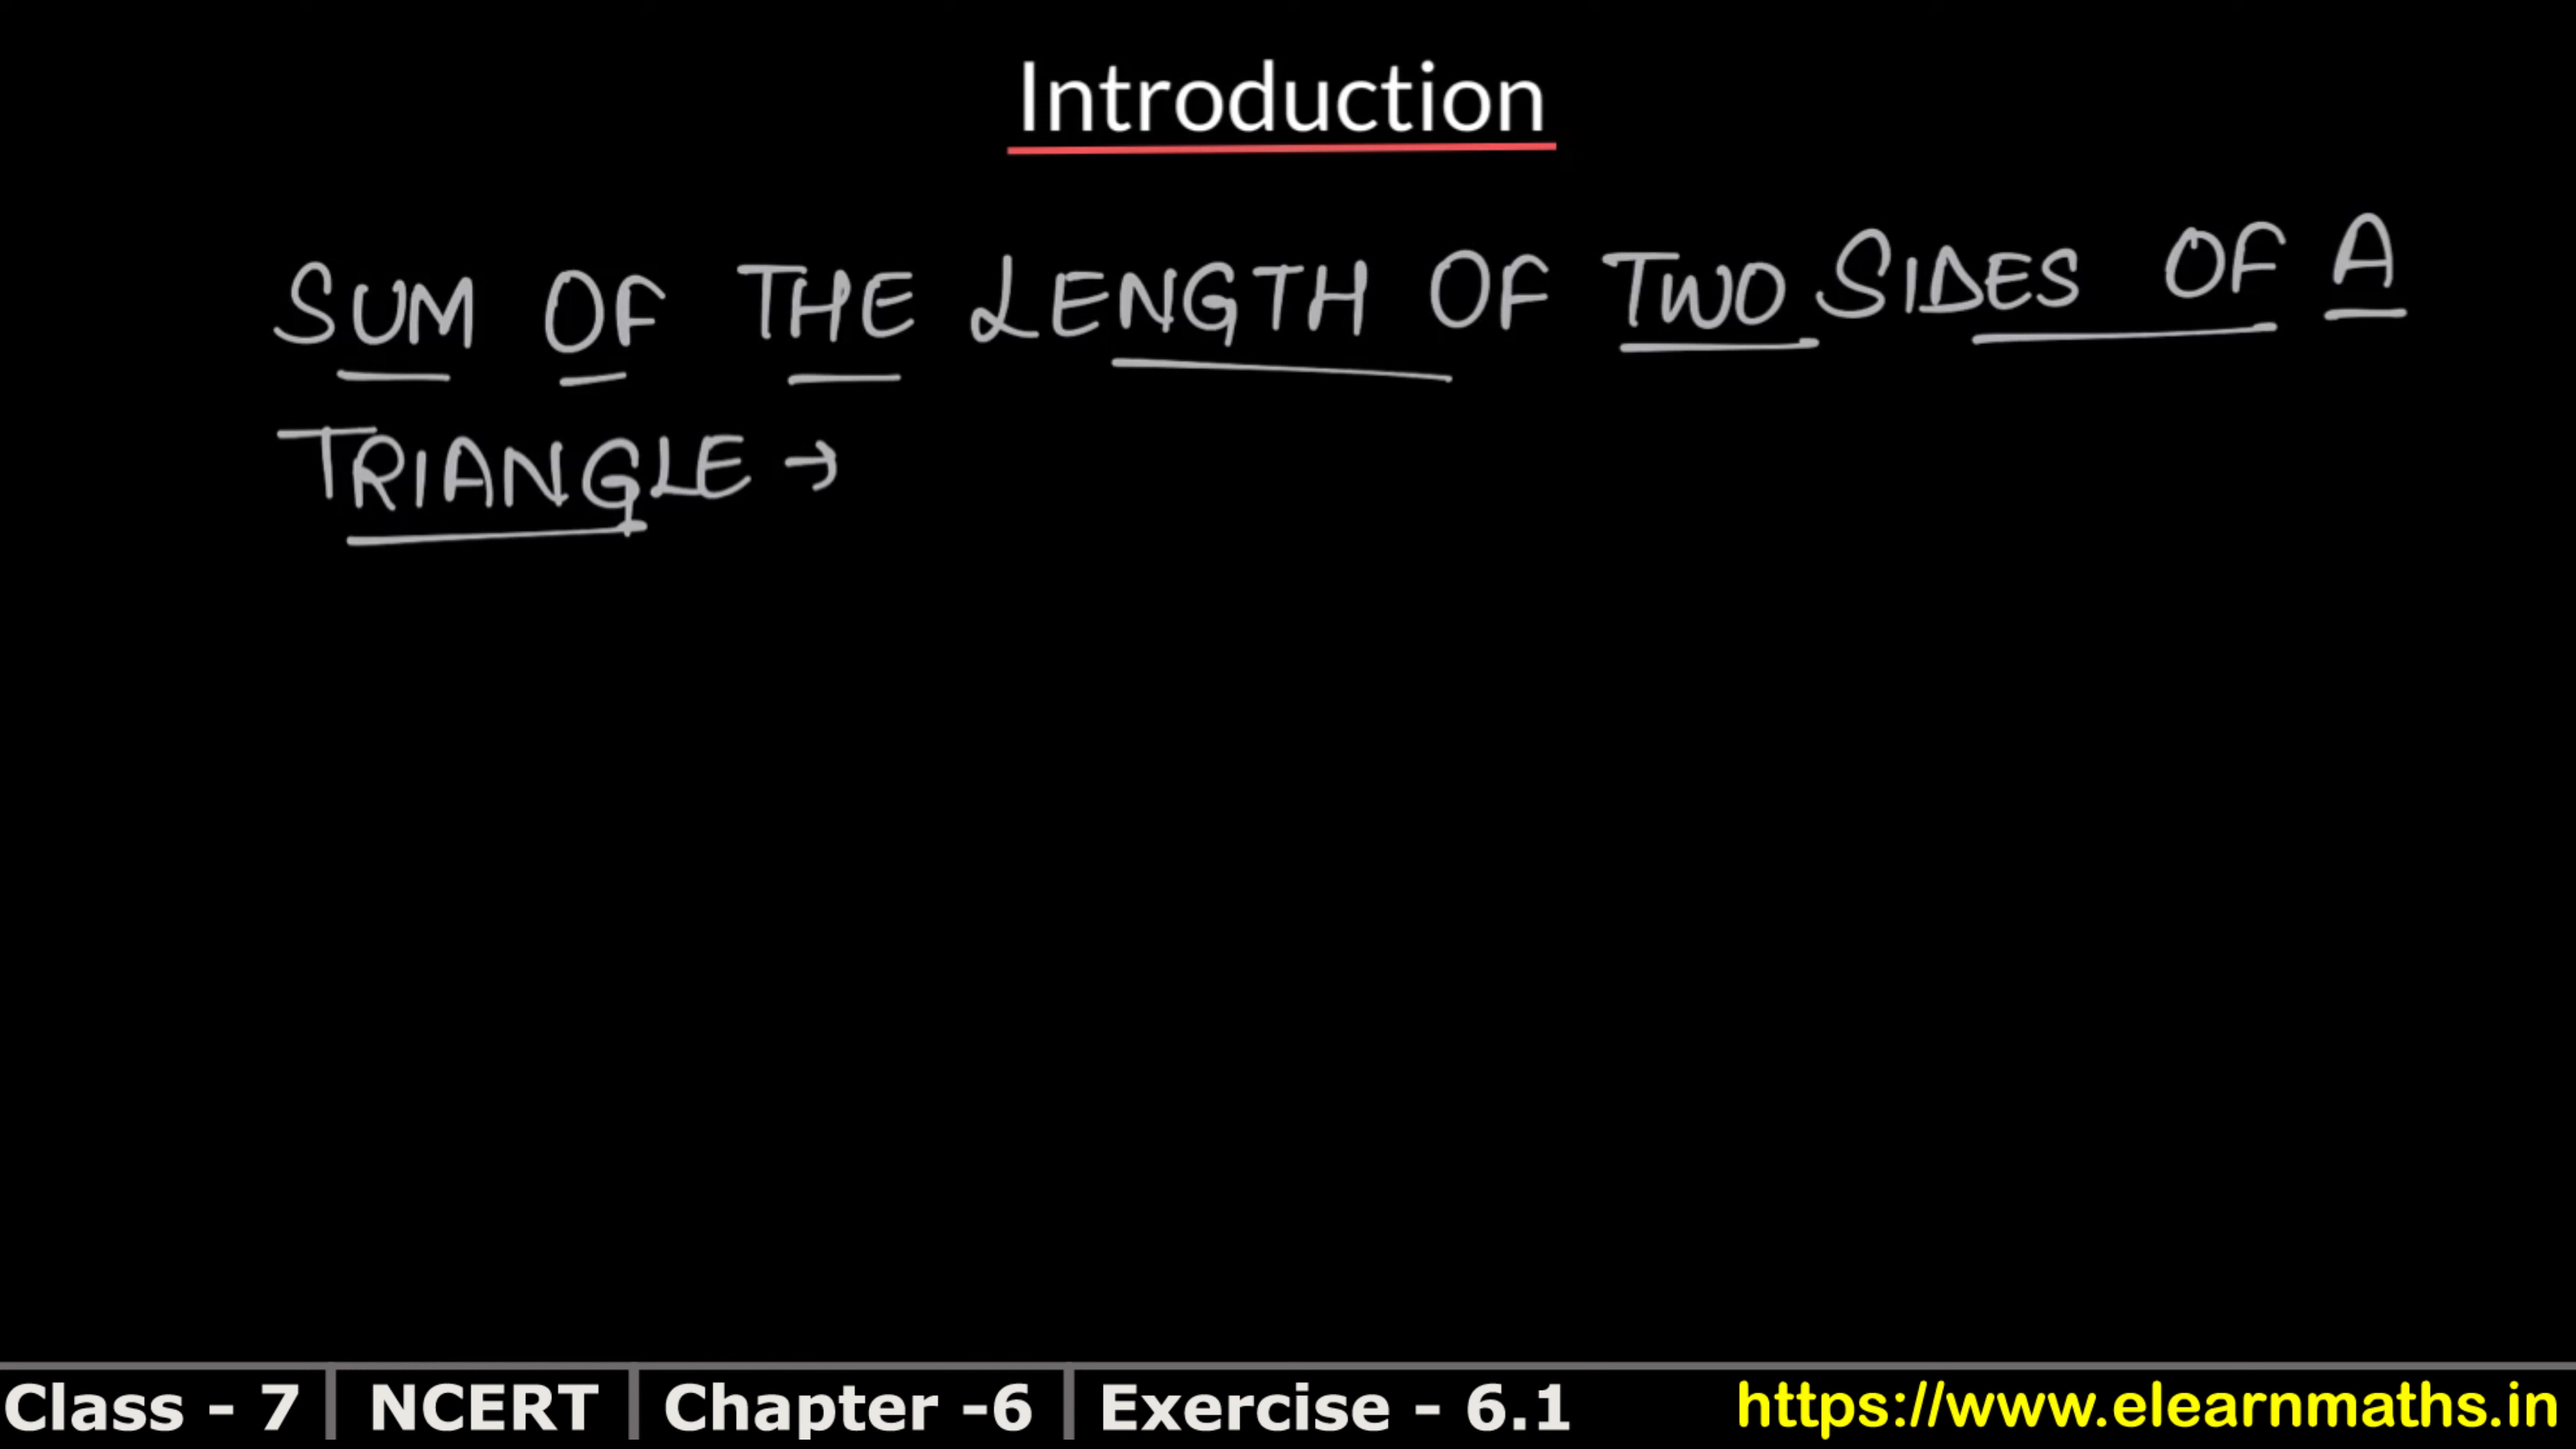 Introduction
SUM OF THE LENGTH OF TWO SIDES OF A
TRIANGLE →
Class - 7 | NCERT | Chapter -6 | Exercise - 6.1 https://www.elearnmaths.in